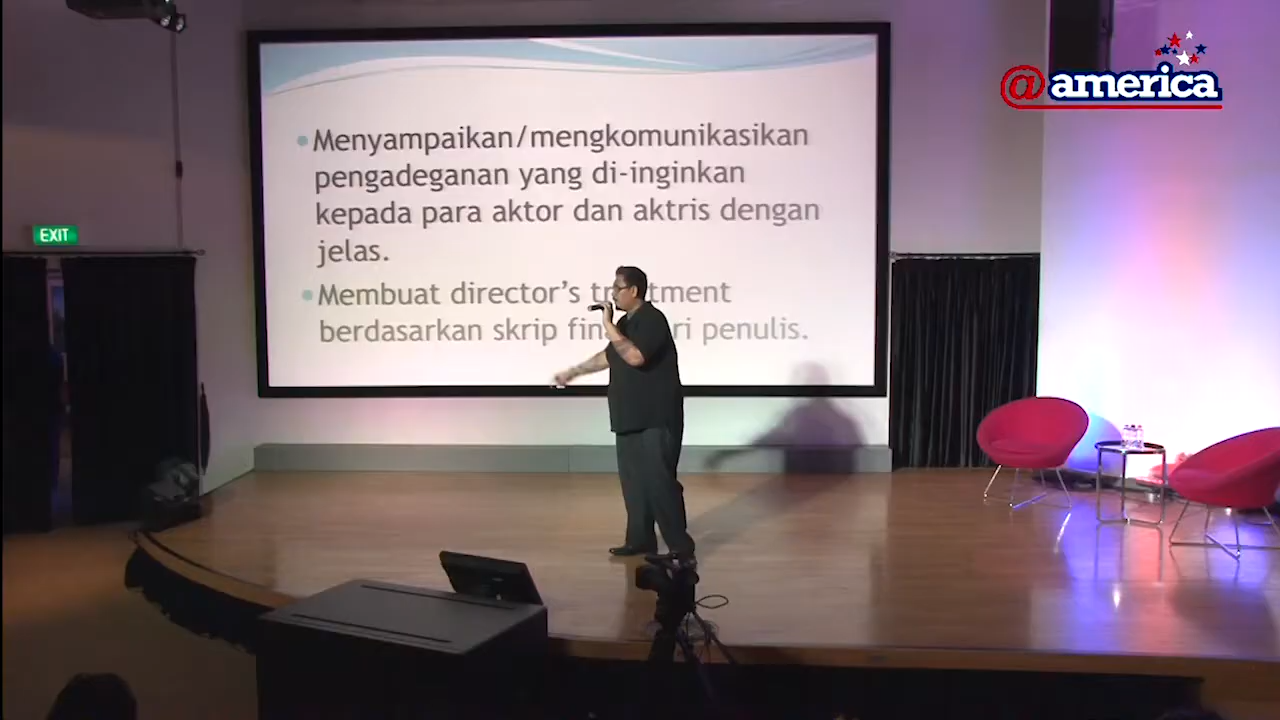 @america
Menyampaikan/mengkomunikasikan
pengadeganan yang di-inginkan
kepada para aktor dan aktris dengan
jelas.
EXIT
Membuat director's
berdasarkan skrip penulis.